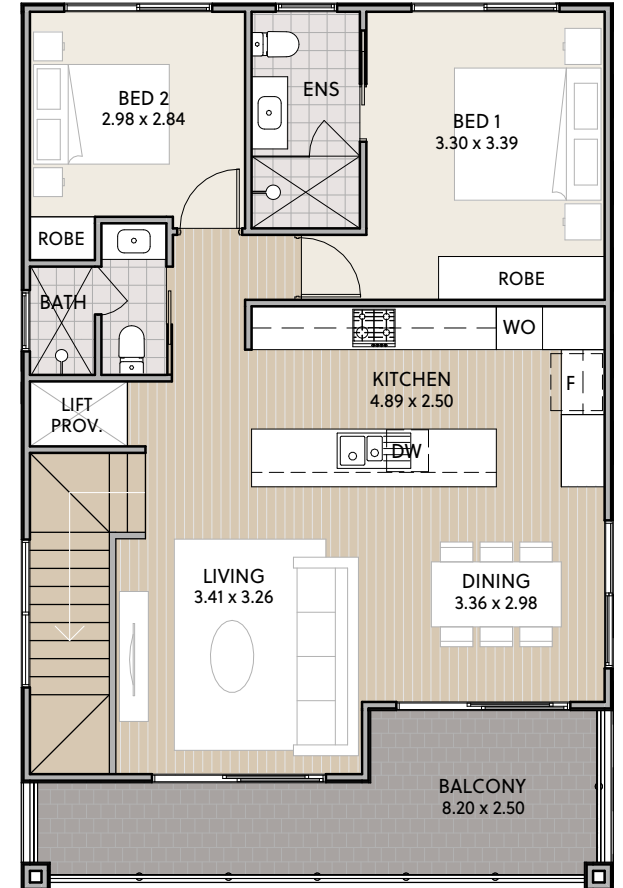 BED 2
2.98 x 2.84
ENS
BED 1
3.30 x 3.39
ROBE
ROBE
BATH
WO
KITCHEN
4.89 x 2.50
F
LIFT
PROV.
DW
LIVING
3.41 x 3.26
DINING
3.36 x 2.98
BALCONY
8.20 x 2.50